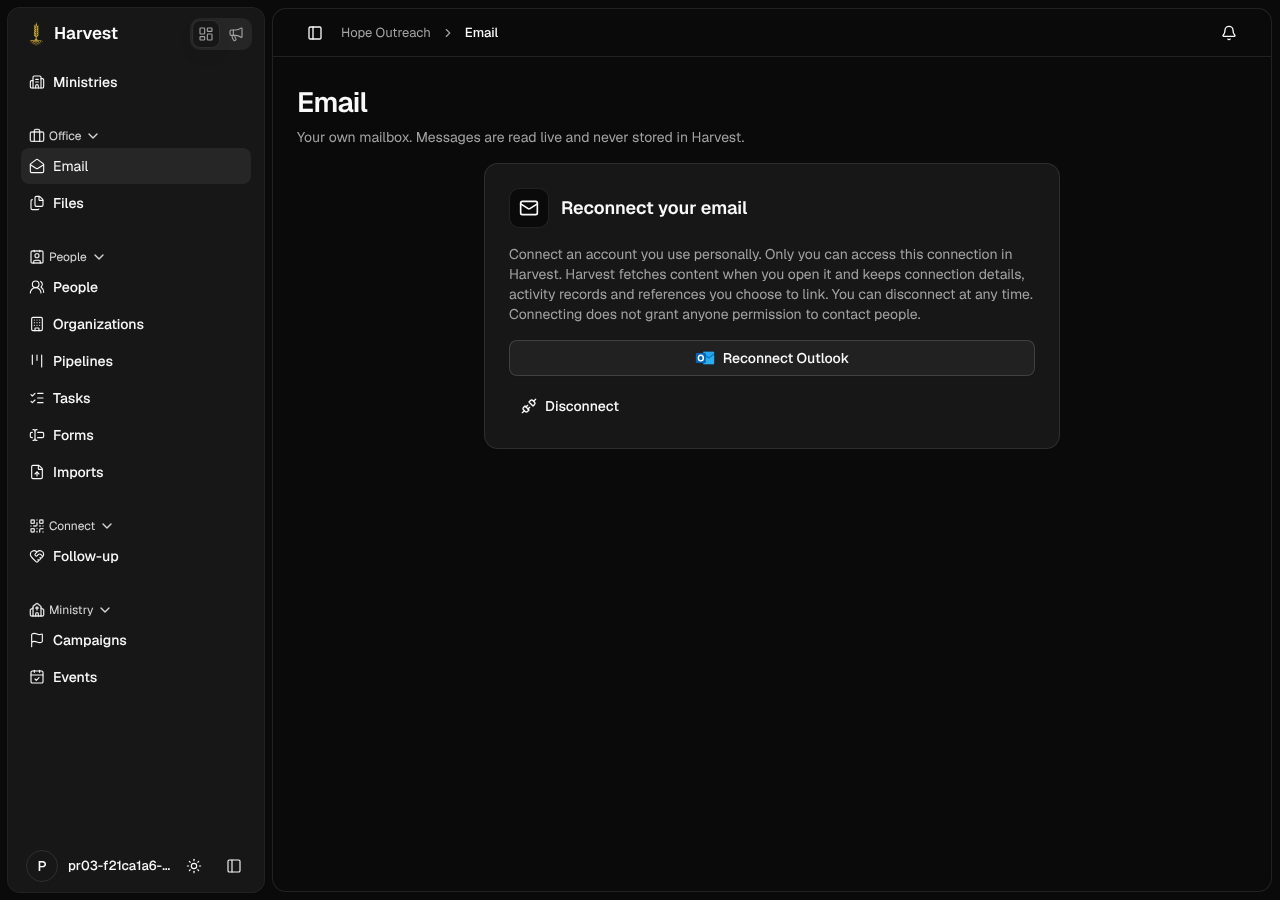 Harvest
Ministries
Office
Email
Files
People
People
Organizations
Pipelines
Tasks
Forms
Imports
Connect
Follow-up
Ministry
Campaigns
Events
P
pr03-f21ca1a6-...
Hope Outreach
Email
Email
Your own mailbox. Messages are read live and never stored in Harvest.
Reconnect your email
Connect an account you use personally. Only you can access this connection in
Harvest. Harvest fetches content when you open it and keeps connection details,
activity records and references you choose to link. You can disconnect at any time.
Connecting does not grant anyone permission to contact people.
Reconnect Outlook
Disconnect